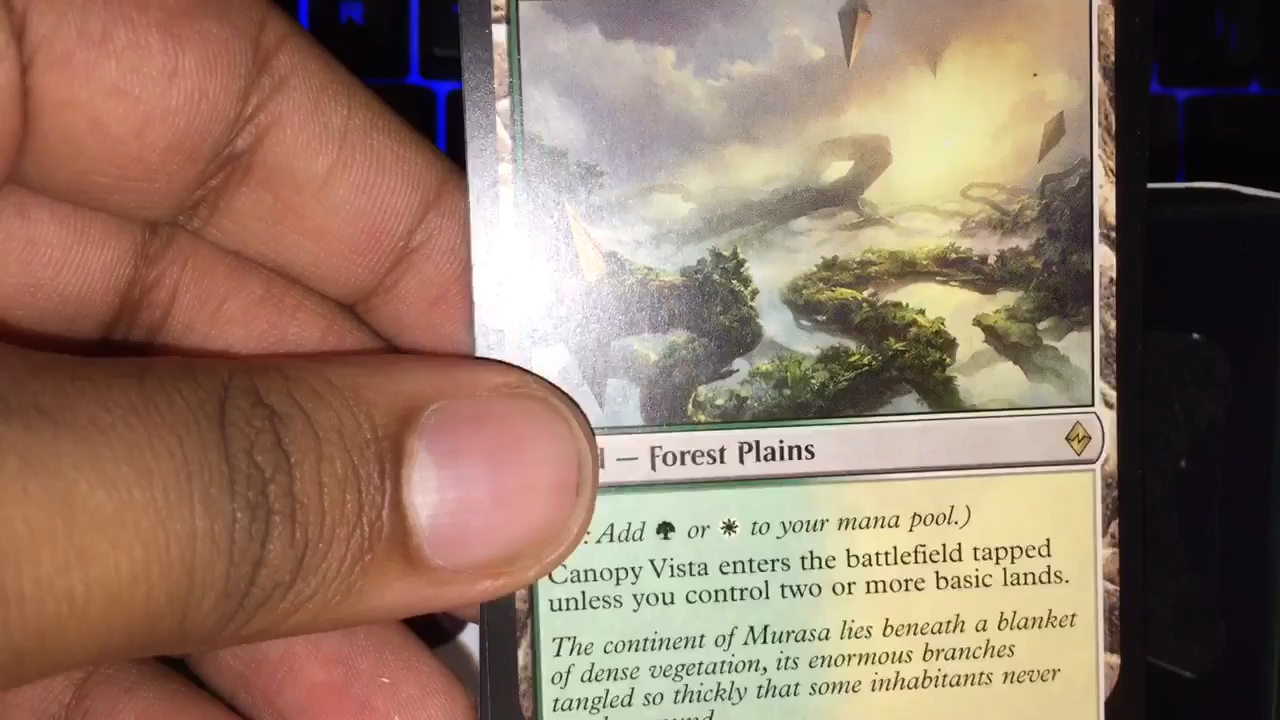 R
— Forest Plains
: Add or to your mana pool.)
Canopy Vista enters the battlefield tapped
unless you control two or more basic lands.
The continent of Murasa lies beneath a blanket
of dense vegetation, its enormous branches
tangled so thickly that some inhabitants never